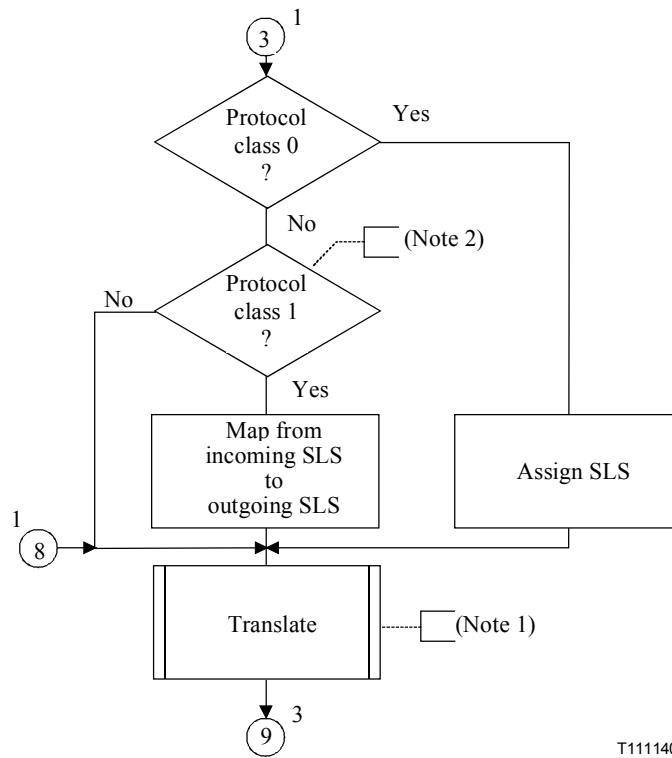 1
3
Protocol
class 0
?
Yes
No
(Note 2)
Protocol
class 1
?
No
Yes
Map from
incoming SLS
to
outgoing SLS
Assign SLS
1
8
Translate
(Note 1)
3
9
T111140